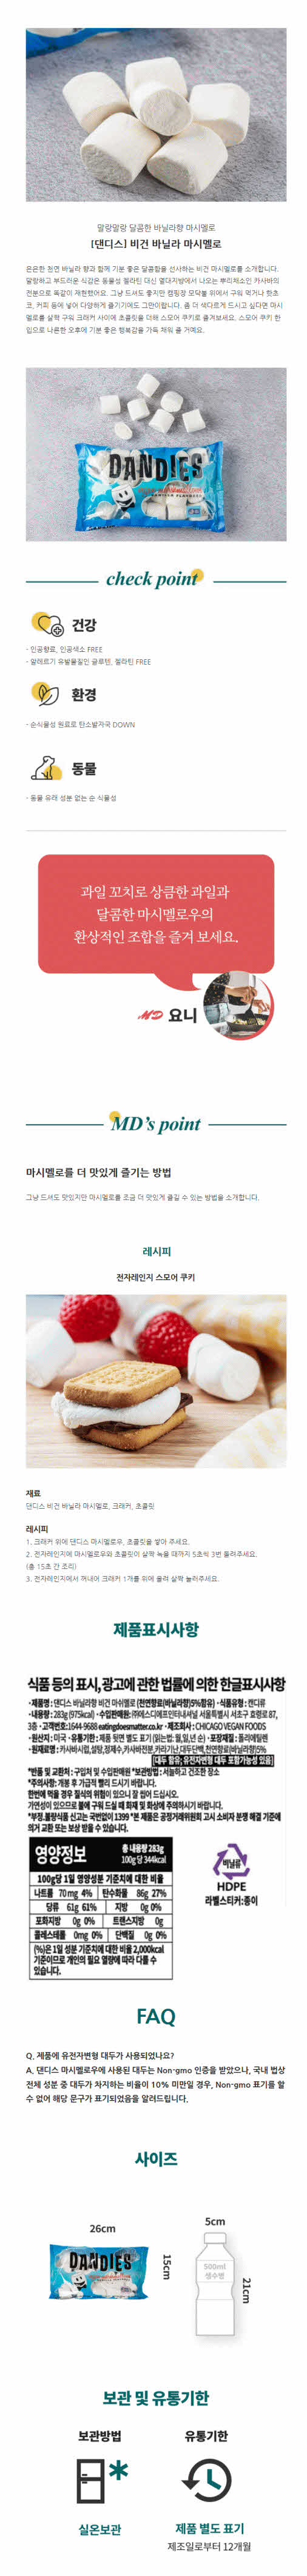 말랑말랑 달콤한 바닐라향 마시멜로
[댄디스] 비건 바닐라 마시멜로
은은한 천연 바닐라 향과 함께 기분 좋은 달콤함을 선사하는 비건 마시멜로를 소개합니다.
말랑하고 부드러운 식감은 동물성 젤라틴 대신 열대지방에서 나오는 뿌리채소인 카사바의
전분으로 똑같이 재현했어요. 그냥 드셔도 좋지만 캠핑장 모닥불 위에서 구워 먹거나 핫초
코, 커피 등에 넣어 다양하게 즐기기에도 그만이랍니다. 좀 더 색다르게 드시고 싶다면 마시
멜로를 살짝 구워 크래커 사이에 초콜릿을 더해 스모어 쿠키로 즐겨보세요. 스모어 쿠키 한
입으로 나른한 오후에 기분 좋은 행복감을 가득 채워 줄 거예요.
DANDIES
check point
건강
- 인공향료, 인공색소 FREE
- 알레르기 유발물질인 글루텐, 젤라틴 FREE
환경
- 순식물성 원료로 탄소발자국 DOWN
동물
- 동물 유래 성분 없는 순 식물성
과일 꼬치로 상큼한 과일과
달콤한 마시멜로우의
환상적인 조합을 즐겨 보세요.
MD 요니
MD's point
마시멜로를 더 맛있게 즐기는 방법
그냥 드셔도 맛있지만 마시멜로를 조금 더 맛있게 즐길 수 있는 방법을 소개합니다.
레시피
전자레인지 스모어 쿠키
재료
댄디스 비건 바닐라 마시멜로, 크래커, 초콜릿
레시피
1. 크래커 위에 댄디스 마시멜로우, 초콜릿을 쌓아 주세요.
2. 전자레인지에 마시멜로우와 초콜릿이 살짝 녹을 때까지 5초씩 3번 돌려주세요.
(총 15초 간 조리)
3. 전자레인지에서 꺼내어 크래커 1개를 위에 올려 살짝 눌러주세요.
제품표시사항
식품 등의 표시,광고에 관한 법률에 의한 한글표시사항
·제품명: 댄디스 바닐라향 비건 마쉬멜로 (천연향료(바닐라향)5%함유) ·식품유형: 캔디류
·내용량: 283g(975kcal) ·수입판매원: ㈜에스디에프인터내셔널 서울특별시 서초구 효령로 87,
3층 ·고객번호:1644-9688 eatingdoesmatter.co.kr ·제조회사: CHICAGO VEGAN FOODS
·원산지: 미국 ·유통기한: 제품 뒷면 별도 표기 (읽는법: 월,일,년 순) ·포장재질: 폴리에틸렌
대두 함유,유전자변형 대두 포함가능성 있음
*반품 및 교환처: 구입처 및 수입판매원 *보관방법: 서늘하고 건조한 장소
*주의사항: 개봉 후 가급적 빨리 드시기 바랍니다.
한번에 먹을 경우 질식의 위험이 있으니 잘 씹어 드십시오.
가연성이 있으므로 불에 구워 드실 때 화재 및 화상에 주의하시기 바랍니다.
*부정,불량식품 신고는 국번없이 1399 *본 제품은 공정거래위원회 고시 소비자 분쟁 해결 기준에
의거 교환 또는 보상 받을 수 있습니다.
영양정보
총 내용량 283g
100g당 344kcal
100g당 1일 영양성분 기준치에 대한 비율
나트륨 70mg 4% 탄수화물 86g 27%
당류 61g 61% 지방 0g 0%
포화지방 0g 0% 트랜스지방 0g
콜레스테롤 0mg 0% 단백질 0g 0%
(%)은 1일 성분 기준치에 대한 비율 2,000kcal
기준이므로 개인의 필요 열량에 따라 다를 수
있습니다.
비닐류
HDPE
라벨스티커:종이
FAQ
Q. 제품에 유전자변형 대두가 사용되었나요?
A. 댄디스 마시멜로우에 사용된 대두는 Non-gmo 인증을 받았으나, 국내 법상
전체 성분 중 대두가 차지하는 비율이 10% 미만일 경우, Non-gmo 표기를 할
수 없어 해당 문구가 표기되었음을 알려드립니다.
사이즈
26cm
15cm
DANDIES
5cm
500ml
생수병
21cm
보관 및 유통기한
보관방법
유통기한
실온보관
제품 별도 표기
제조일로부터 12개월